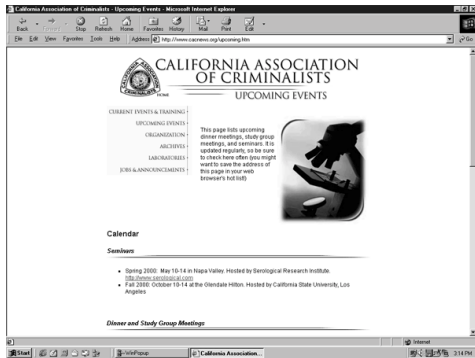 California Association of Criminalists - Upcoming Events - Microsoft Internet Explorer
Back Stop Refresh Home Favorites History Mail Print Edit
File Edit View Favorites Tools Help Address http://www.cacnews.org/upcoming.htm Go
CALIFORNIA ASSOCIATION
OF CRIMINALISTS
HOME
UPCOMING EVENTS
CURRENT EVENTS & TRAINING
UPCOMING EVENTS
ORGANIZATION
ARCHIVES
LABORATORIES
JOBS & ANNOUNCEMENTS
This page lists upcoming
dinner meetings, study group
meetings, and seminars. It is
updated regularly, so be sure
to check here often (you might
want to save the address of
this page in your web
browser's hot list!)
Calendar
Seminars
• Spring 2000: May 10-14 in Napa Valley. Hosted by Serological Research Institute.
http://www.serological.com
• Fall 2000: October 10-14 at the Glendale Hilton. Hosted by California State University, Los
Angeles
Dinner and Study Group Meetings
Internet
Start WinPopup California Association... 3:14 PM